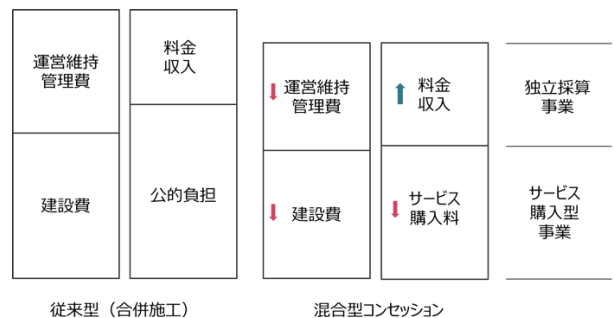 運営維持
管理費
料金
収入
建設費
公的負担
従来型（合併施工）
運営維持
管理費
料金
収入
建設費
サービス
購入料
混合型コンセッション
独立採算
事業
サービス
購入型
事業